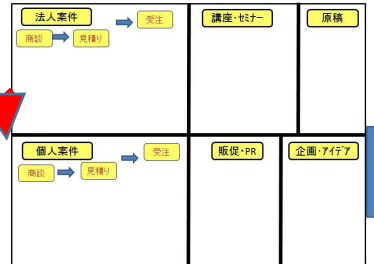 法人案件
商談
見積り
受注
講座・セミナー
原稿
個人案件
商談
見積り
受注
販促・PR
企画・アイデア